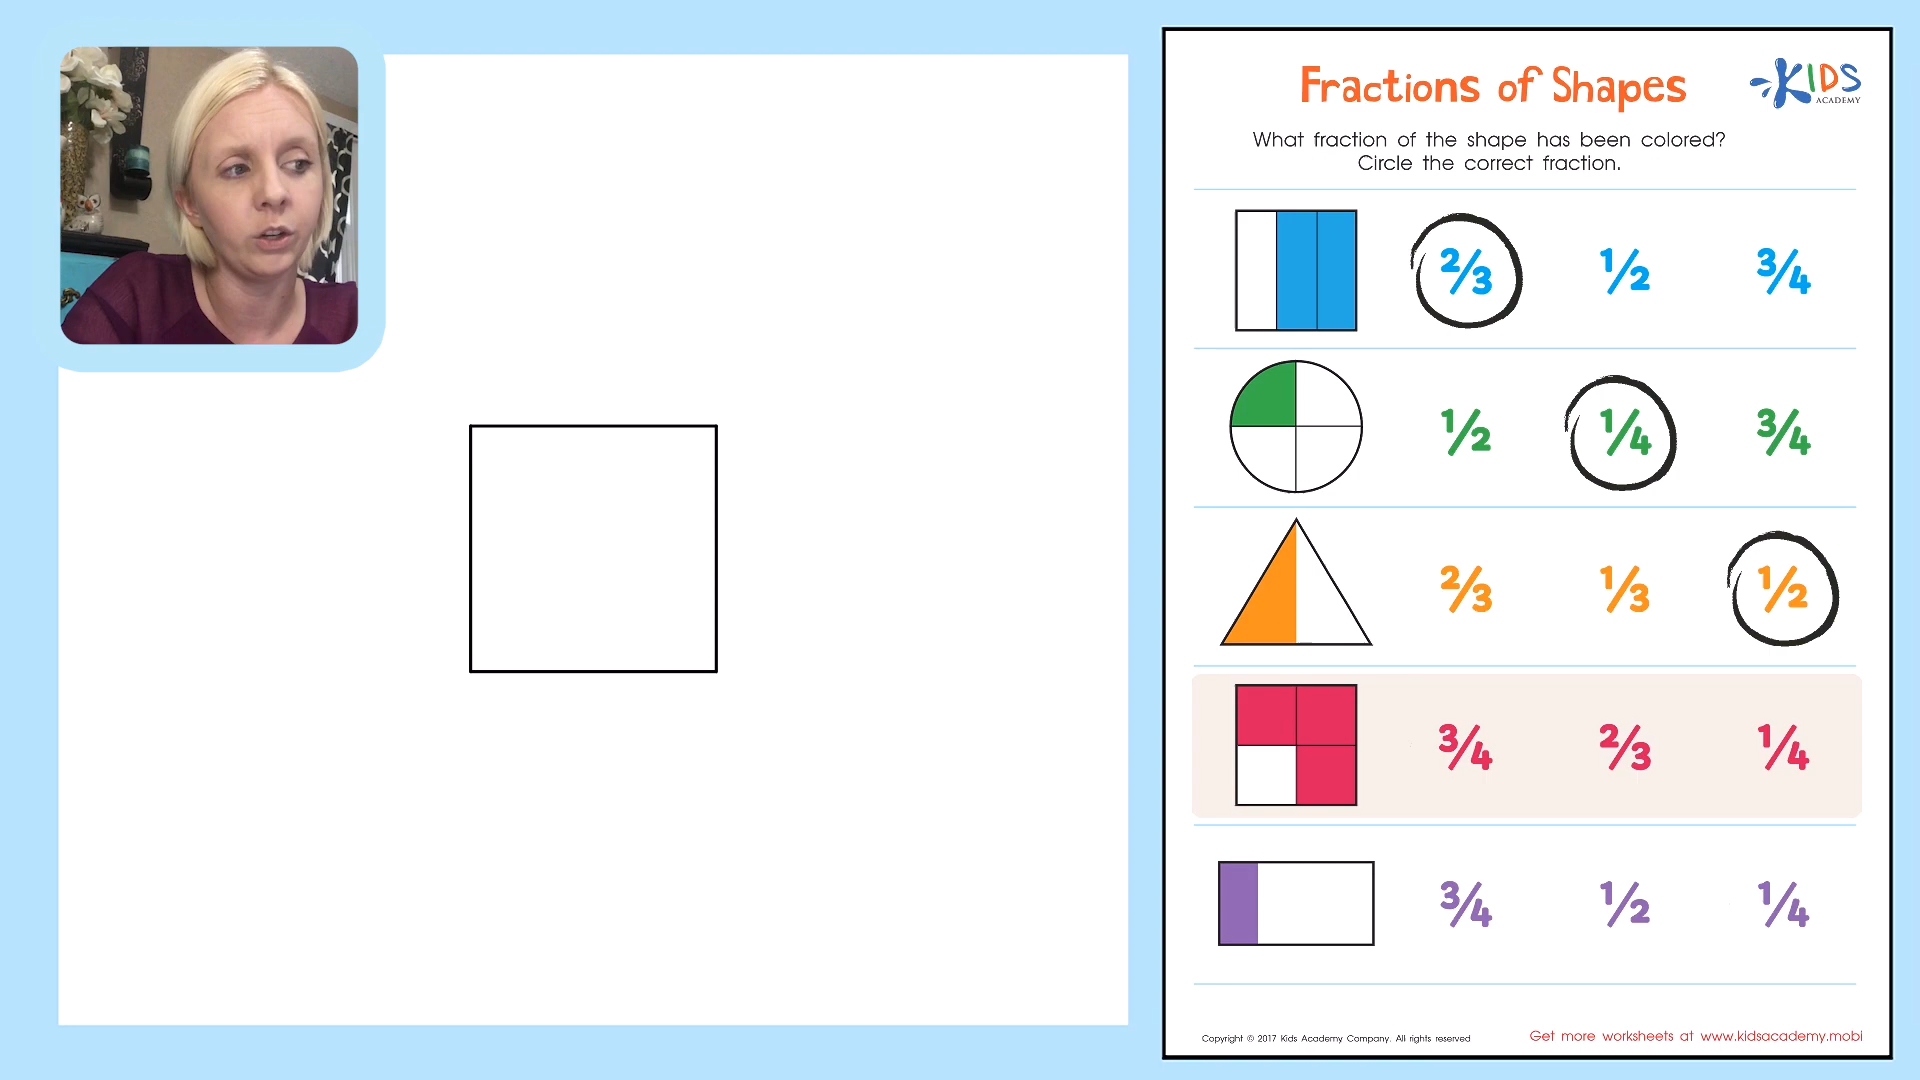 Fractions of Shapes
KIDS
ACADEMY
What fraction of the shape has been colored?
Circle the correct fraction.
2/3 1/2 3/4
1/2 1/4 3/4
2/3 1/3 1/2
3/4 2/3 1/4
3/4 1/2 1/4
Copyright © 2017 Kids Academy Company. All rights reserved
Get more worksheets at www.kidsacademy.mobi